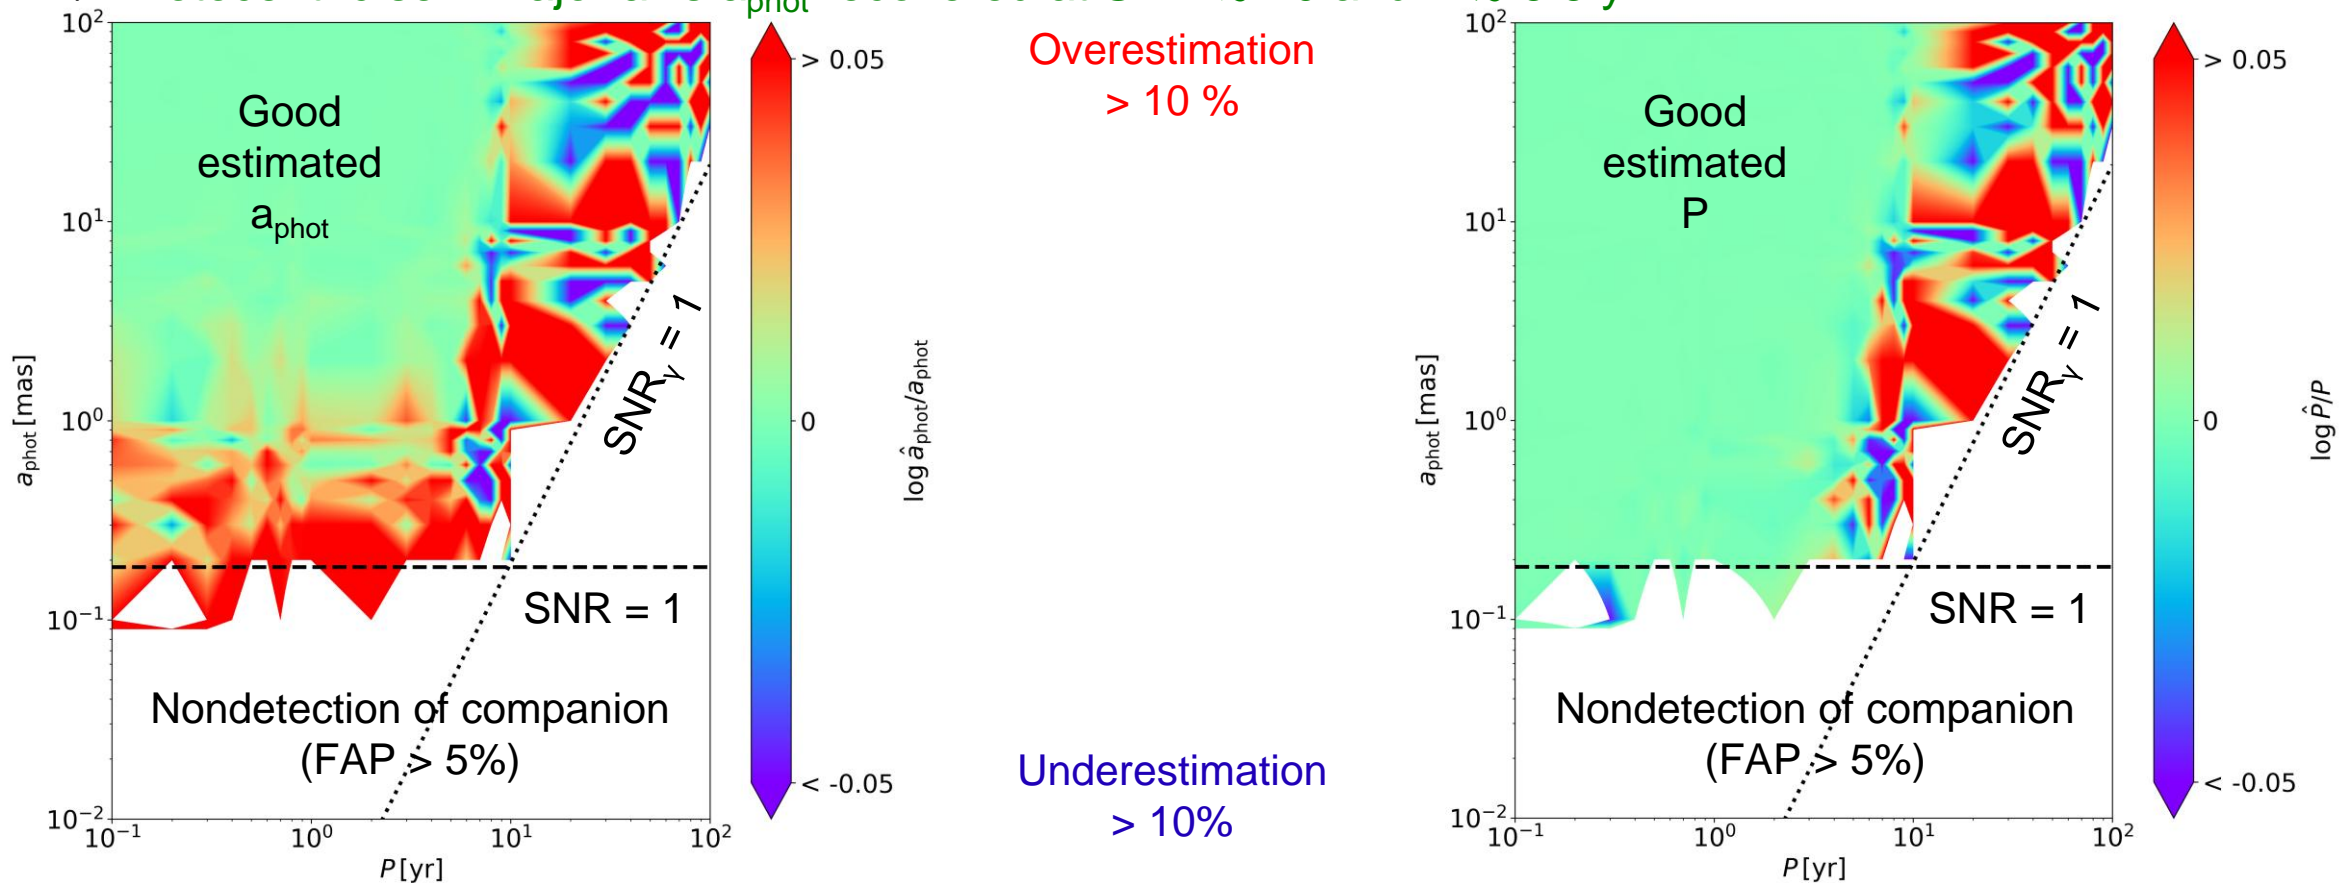 10²
10¹
10⁰
10⁻¹
10⁻²
10⁻¹
10⁰
10¹
10²
a_phot [mas]
P [yr]
Good
estimated
a_phot
SNR_γ = 1
SNR = 1
Nondetection of companion
(FAP > 5%)
> 0.05
0
< -0.05
log â_phot/a_phot
Overestimation
> 10 %
Underestimation
> 10%
10²
10¹
10⁰
10⁻¹
10⁻²
10⁻¹
10⁰
10¹
10²
a_phot [mas]
P [yr]
Good
estimated
P
SNR_γ = 1
SNR = 1
Nondetection of companion
(FAP > 5%)
> 0.05
0
< -0.05
log P̂/P